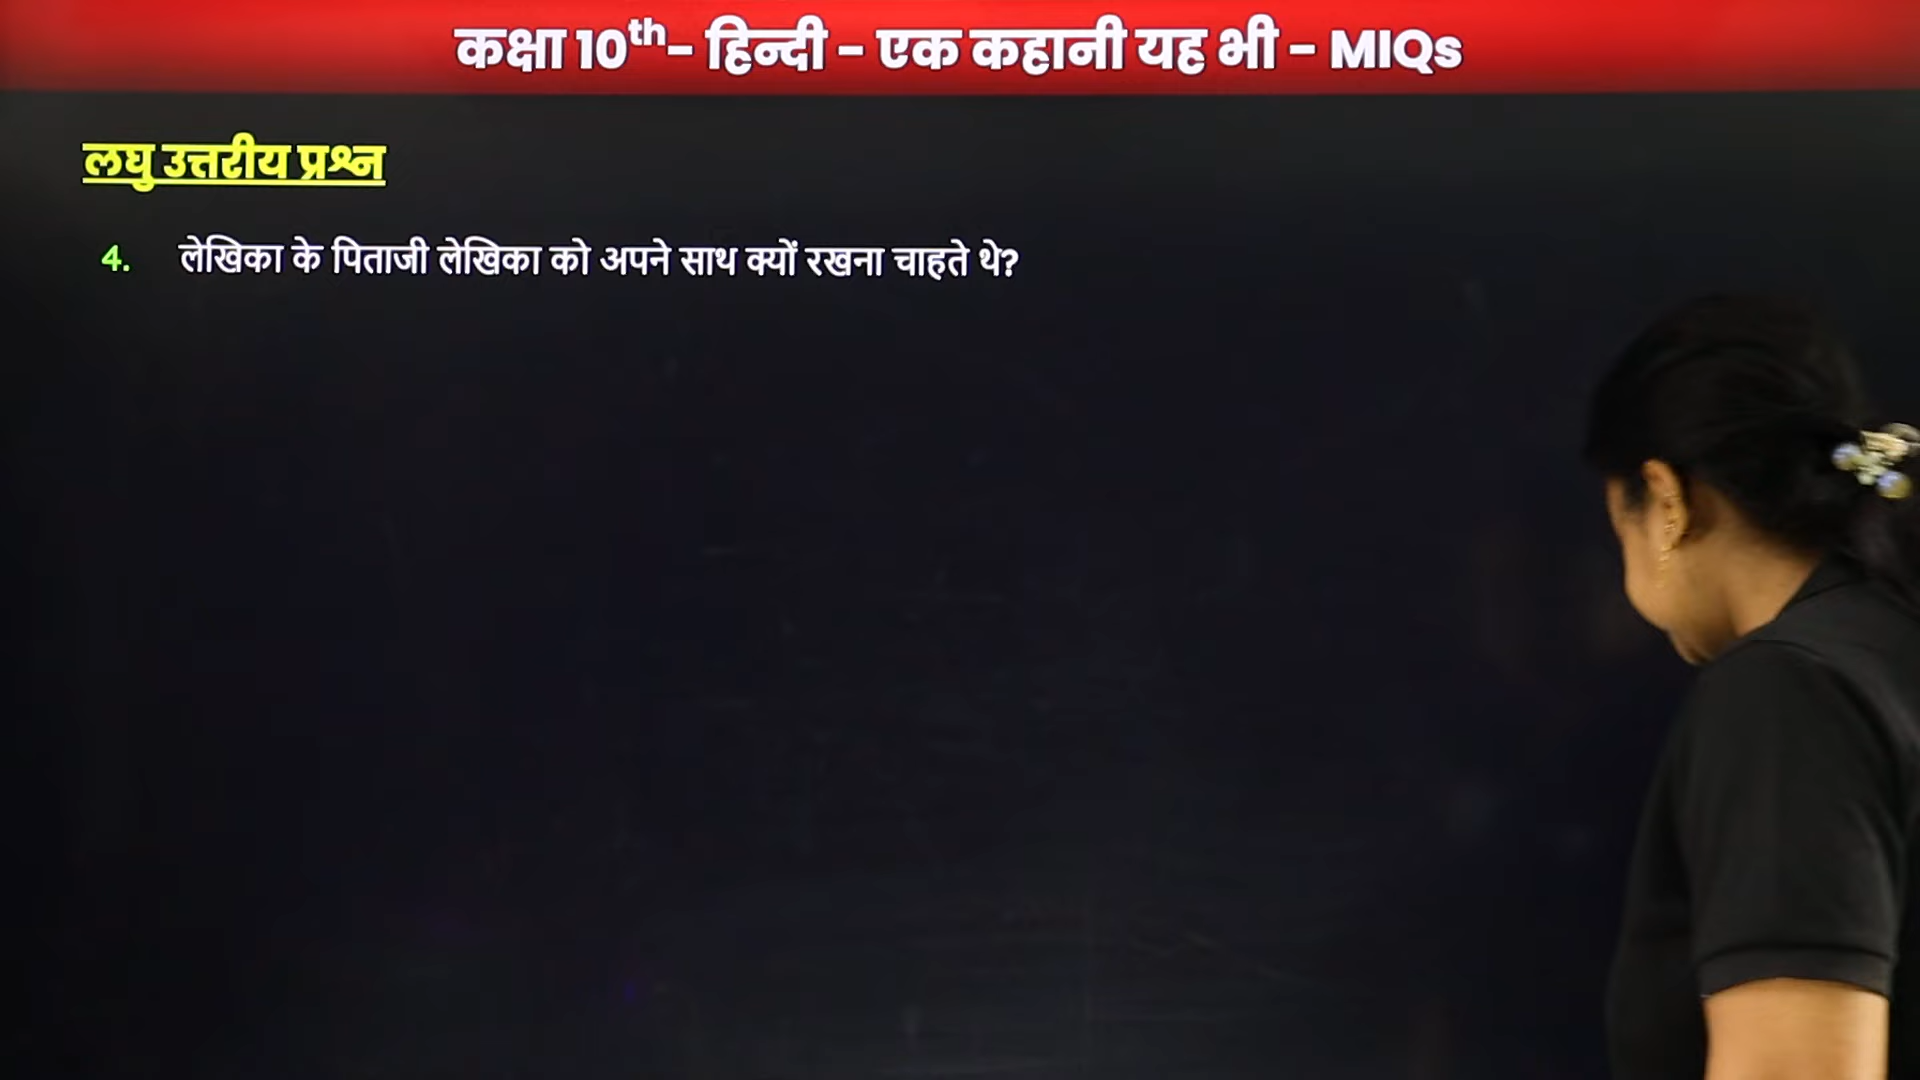 कक्षा 10th- हिन्दी - एक कहानी यह भी - MIQs
लघु उत्तरीय प्रश्न
4. लेखिका के पिताजी लेखिका को अपने साथ क्यों रखना चाहते थे?